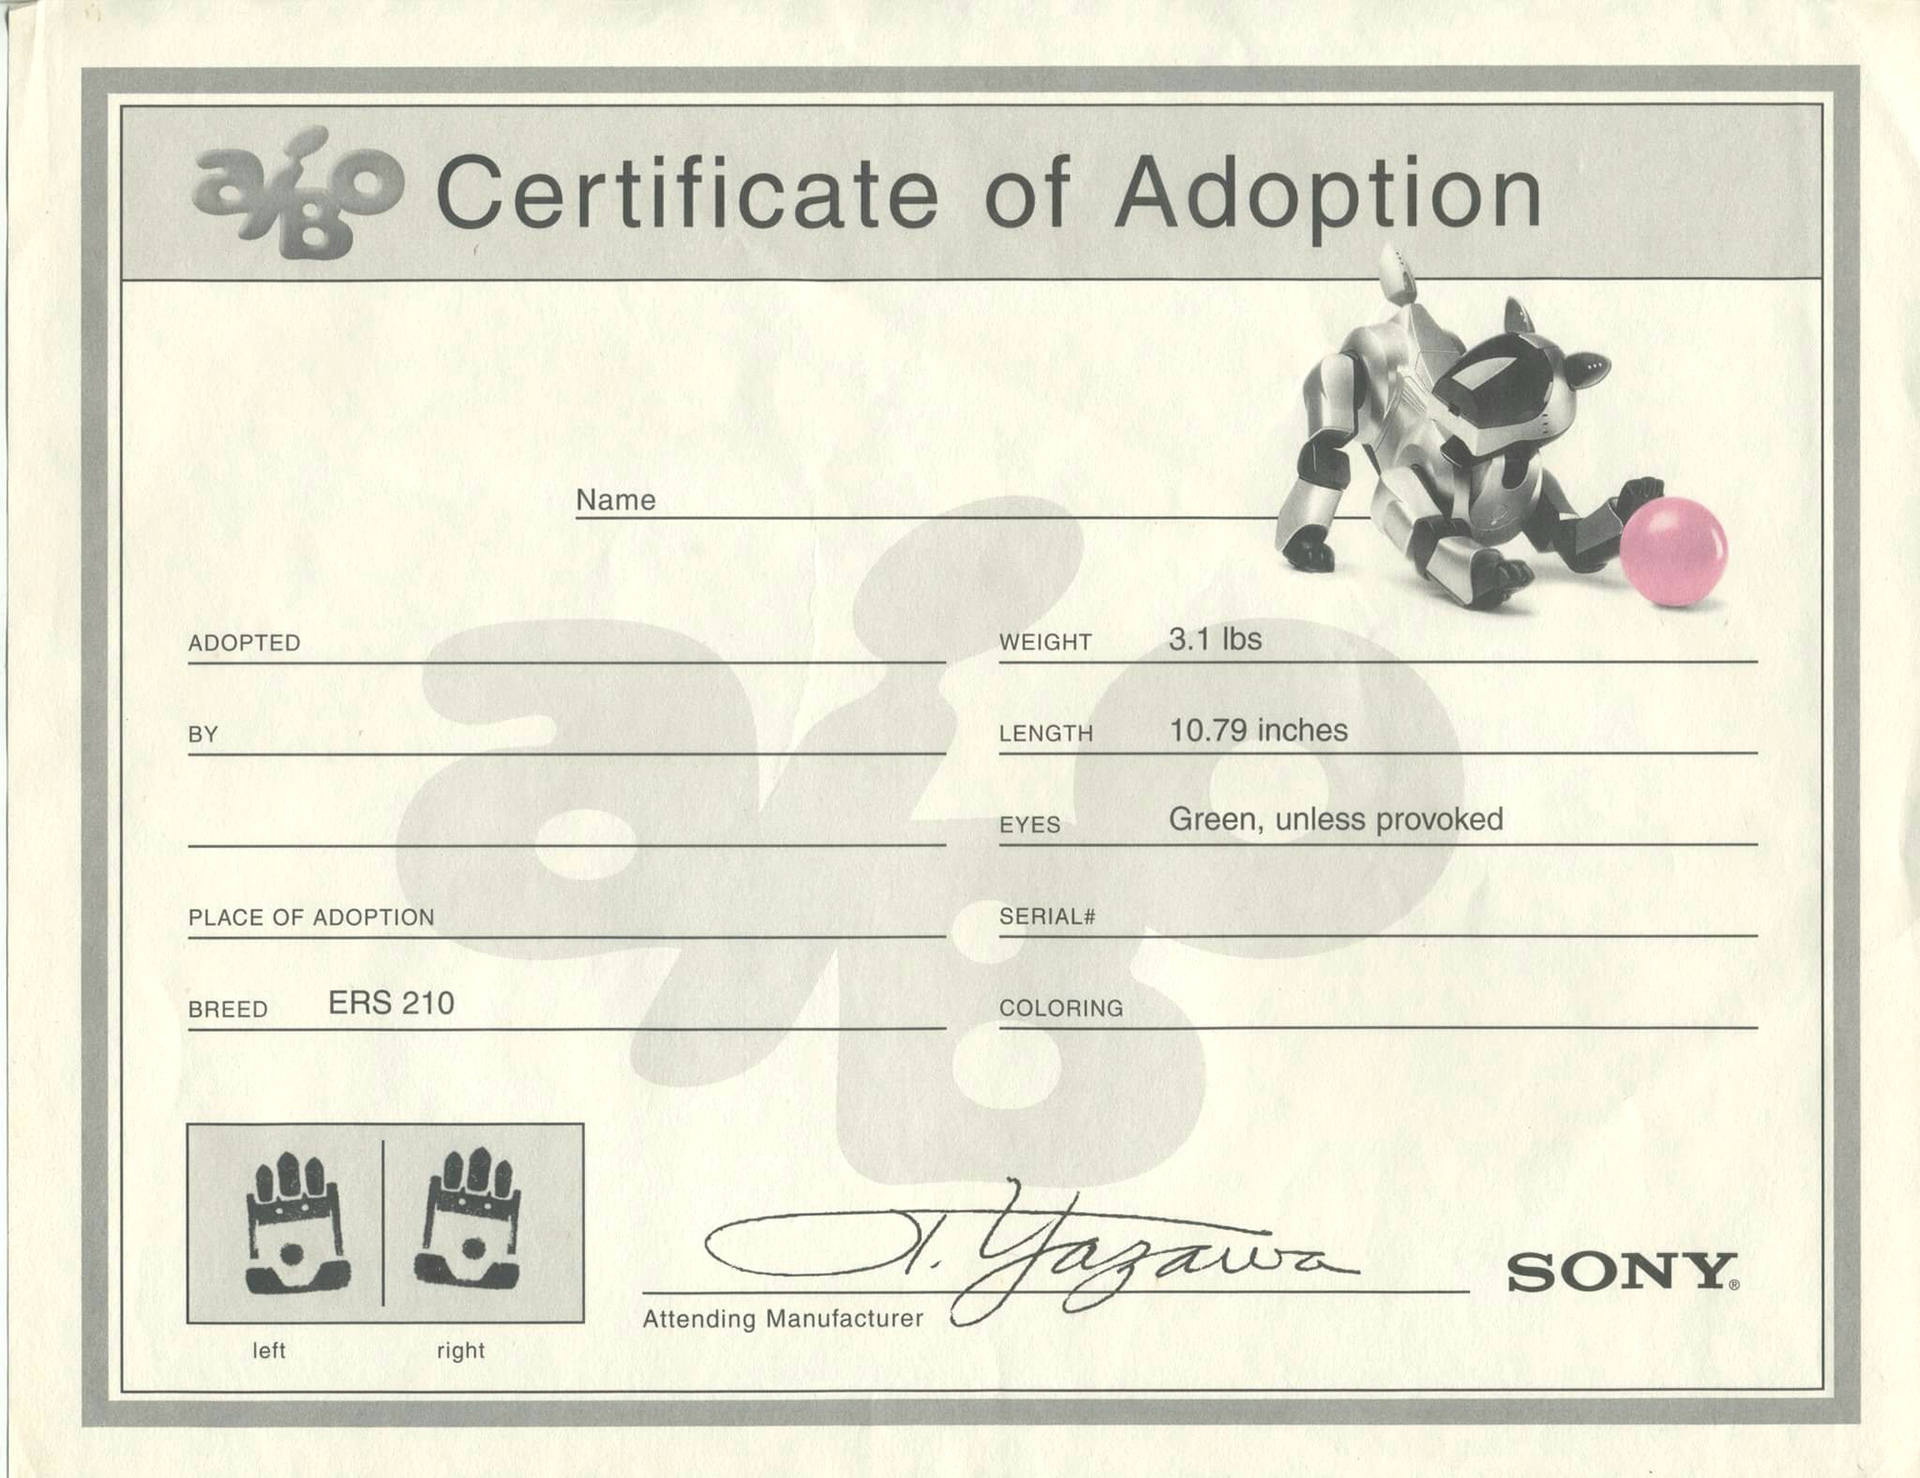 aiBo Certificate of Adoption
Name
ADOPTED
WEIGHT 3.1 lbs
BY
LENGTH 10.79 inches
EYES Green, unless provoked
PLACE OF ADOPTION
SERIAL#
BREED ERS 210
COLORING
aiBo
T. Yazawa
SONY®
Attending Manufacturer
left right